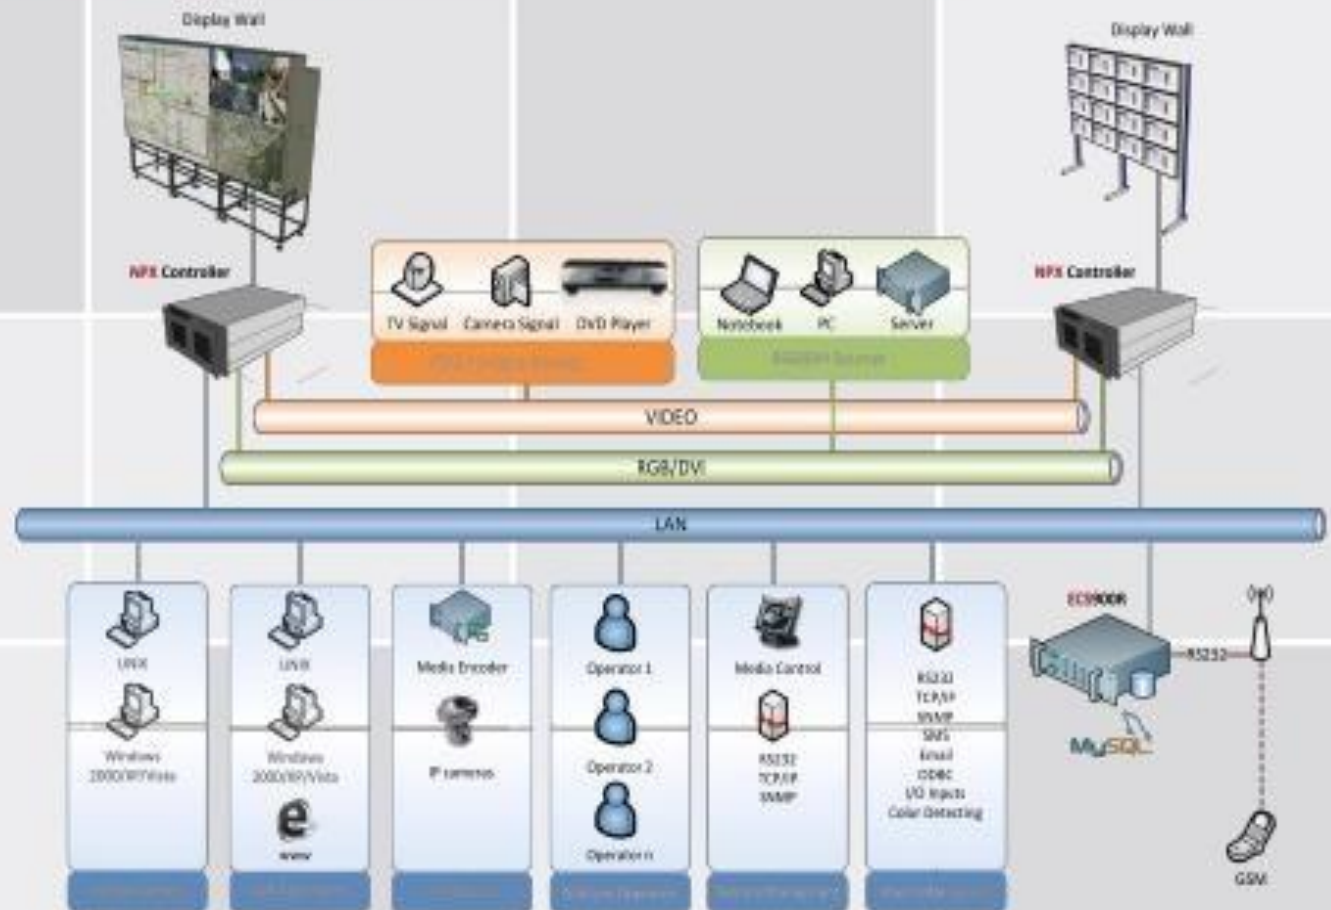 Display Wall
Display Wall
NPX Controller
NPX Controller
TV Signal
Camera Signal
DVD Player
Notebook
PC
Server
VIDEO
RGB/DVI
LAN
UNIX
Windows
2000/XP/Vista
UNIX
Windows
2000/XP/Vista
www
Media Encoder
IP cameras
Operator 1
Operator 2
Operator n
Media Control
RS232
TCP/IP
SNMP
RS232
TCP/IP
SNMP
SMS
Email
ODBC
I/O Inputs
Color Detecting
ECS900R
RS232
MySQL
GSM